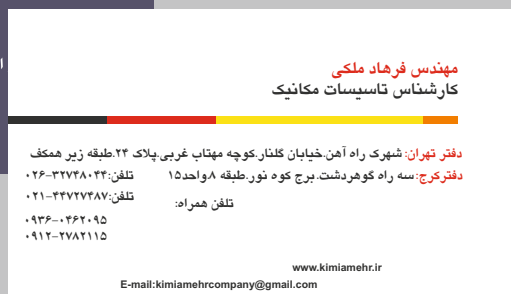 مهندس فرهاد ملکی
کارشناس تاسیسات مکانیک
دفتر تهران: شهرک راه آهن.خیابان گلنار.کوچه مهتاب غربی.پلاک ۲۴.طبقه زیر همکف
دفترکرج: سه راه گوهردشت.برج کوه نور.طبقه ۸واحد۱۵ تلفن:۳۲۷۴۸۰۴۴-۰۲۶
تلفن:۴۴۷۲۷۴۸۷-۰۲۱
تلفن همراه:
۰۹۳۶-۰۴۶۲۰۹۵
۰۹۱۲-۲۷۸۲۱۱۵
www.kimiamehr.ir
E-mail:kimiamehrcompany@gmail.com